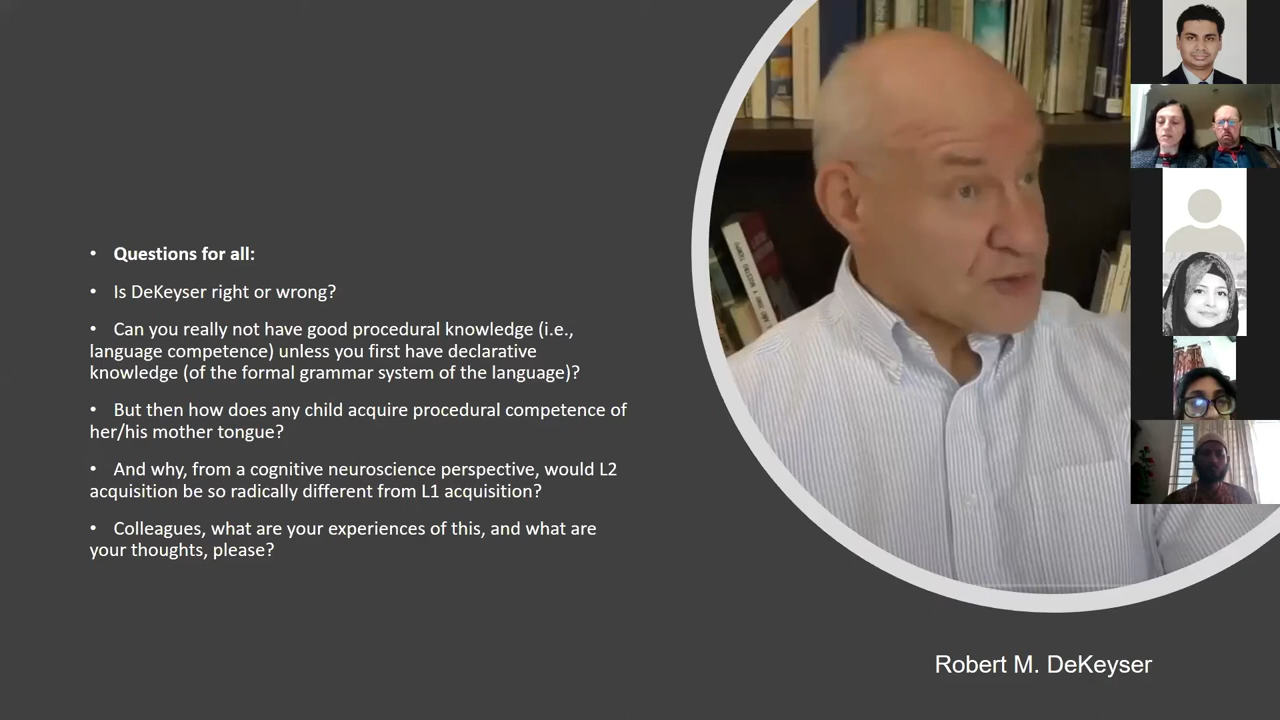 • Questions for all:
• Is DeKeyser right or wrong?
• Can you really not have good procedural knowledge (i.e.,
language competence) unless you first have declarative
knowledge (of the formal grammar system of the language)?
• But then how does any child acquire procedural competence of
her/his mother tongue?
• And why, from a cognitive neuroscience perspective, would L2
acquisition be so radically different from L1 acquisition?
• Colleagues, what are your experiences of this, and what are
your thoughts, please?
Robert M. DeKeyser